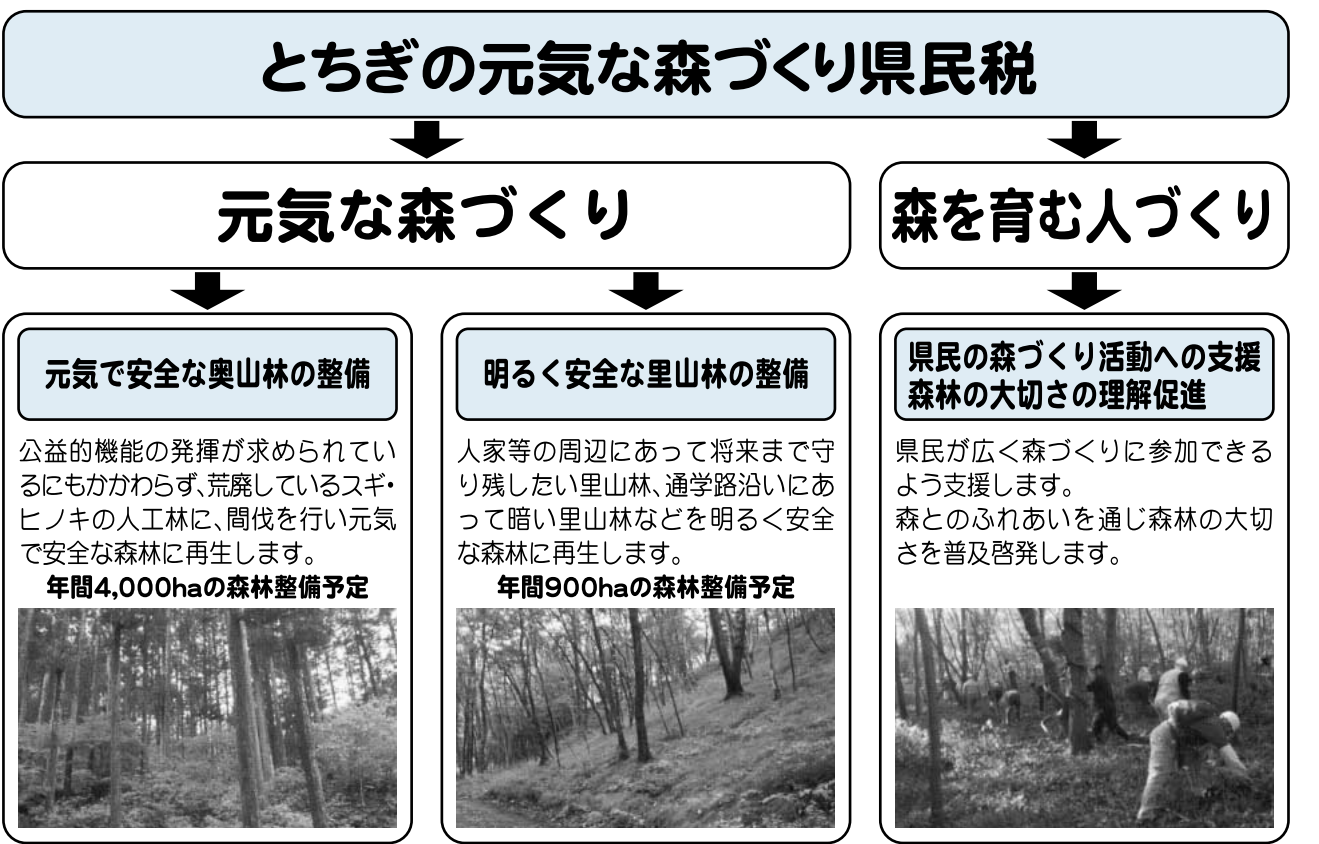 とちぎの元気な森づくり県民税
元気な森づくり
森を育む人づくり
元気で安全な奥山林の整備
公益的機能の発揮が求められてい
るにもかかわらず、荒廃しているスギ・
ヒノキの人工林に、間伐を行い元気
で安全な森林に再生します。
年間4,000haの森林整備予定
明るく安全な里山林の整備
人家等の周辺にあって将来まで守
り残したい里山林、通学路沿いにあ
って暗い里山林などを明るく安全
な森林に再生します。
年間900haの森林整備予定
県民の森づくり活動への支援
森林の大切さの理解促進
県民が広く森づくりに参加できる
よう支援します。
森とのふれあいを通じ森林の大切
さを普及啓発します。